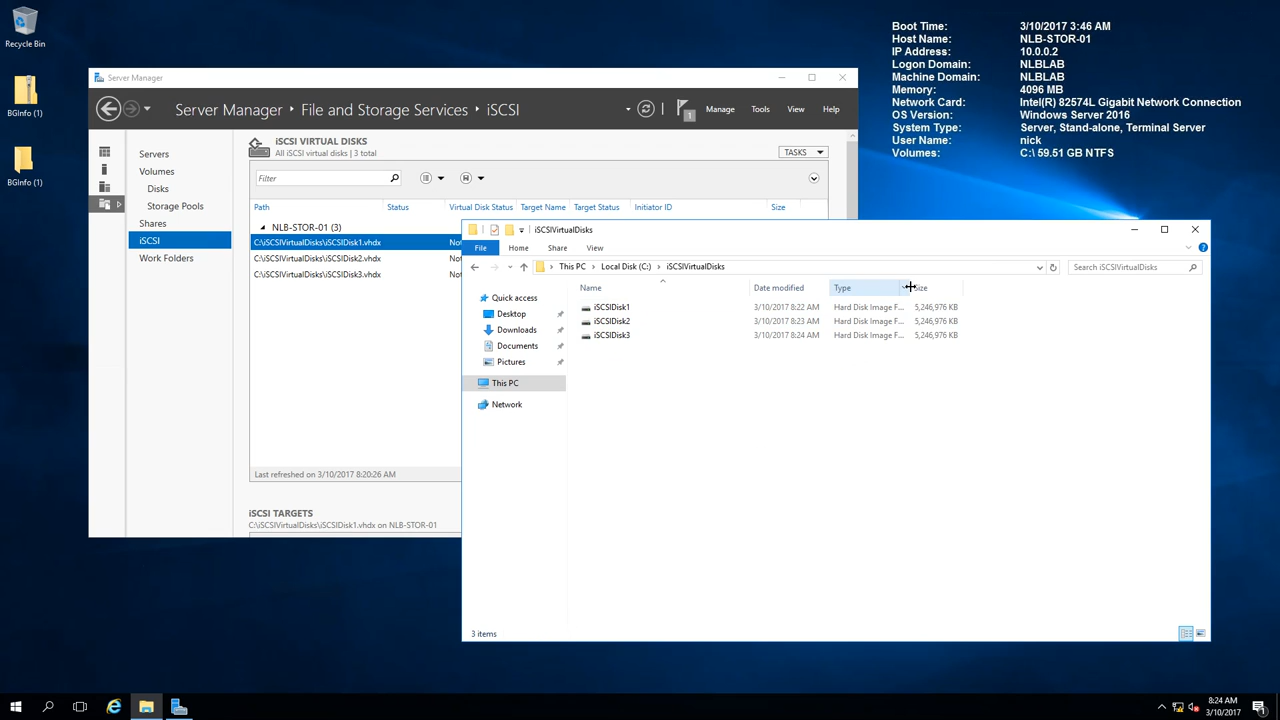 Recycle Bin
BGInfo (1)
BGInfo (1)
Boot Time: 3/10/2017 3:46 AM
Host Name: NLB-STOR-01
IP Address: 10.0.0.2
Logon Domain: NLBLAB
Machine Domain: NLBLAB
Memory: 4096 MB
Network Card: Intel(R) 82574L Gigabit Network Connection
OS Version: Windows Server 2016
System Type: Server, Stand-alone, Terminal Server
User Name: nick
Volumes: C:\ 59.51 GB NTFS
Server Manager
Server Manager File and Storage Services iSCSI
1 Manage Tools View Help
Servers
Volumes
Disks
Storage Pools
Shares
iSCSI
Work Folders
iSCSI VIRTUAL DISKS
All iSCSI virtual disks | 3 total
TASKS
Filter
Path Status Virtual Disk Status Target Name Target Status Initiator ID Size
NLB-STOR-01 (3)
C:\iSCSIVirtualDisks\iSCSIDisk1.vhdx
C:\iSCSIVirtualDisks\iSCSIDisk2.vhdx
C:\iSCSIVirtualDisks\iSCSIDisk3.vhdx
Last refreshed on 3/10/2017 8:20:26 AM
iSCSI TARGETS
C:\iSCSIVirtualDisks\iSCSIDisk1.vhdx on NLB-STOR-01
iSCSIVirtualDisks
File Home Share View
This PC Local Disk (C:) iSCSIVirtualDisks
Search iSCSIVirtualDisks
Quick access
Desktop
Downloads
Documents
Pictures
This PC
Network
Name Date modified Type Size
iSCSIDisk1 3/10/2017 8:22 AM Hard Disk Image F... 5,246,976 KB
iSCSIDisk2 3/10/2017 8:23 AM Hard Disk Image F... 5,246,976 KB
iSCSIDisk3 3/10/2017 8:24 AM Hard Disk Image F... 5,246,976 KB
3 items
8:24 AM
3/10/2017
1